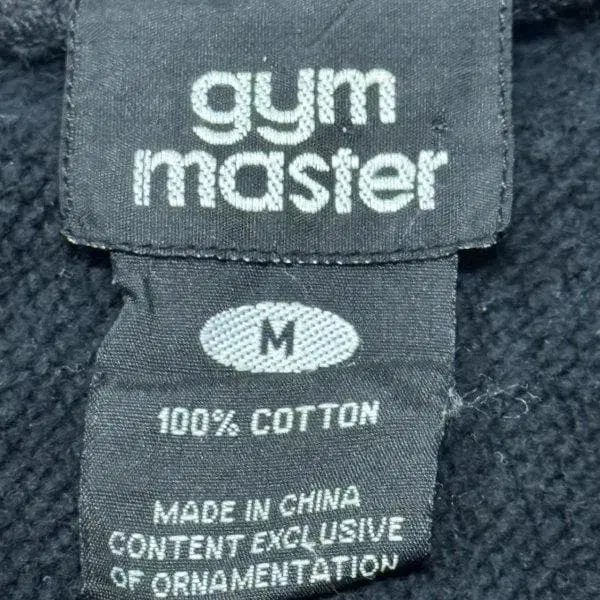 gym
master
M
100% COTTON
MADE IN CHINA
CONTENT EXCLUSIVE
OF ORNAMENTATION